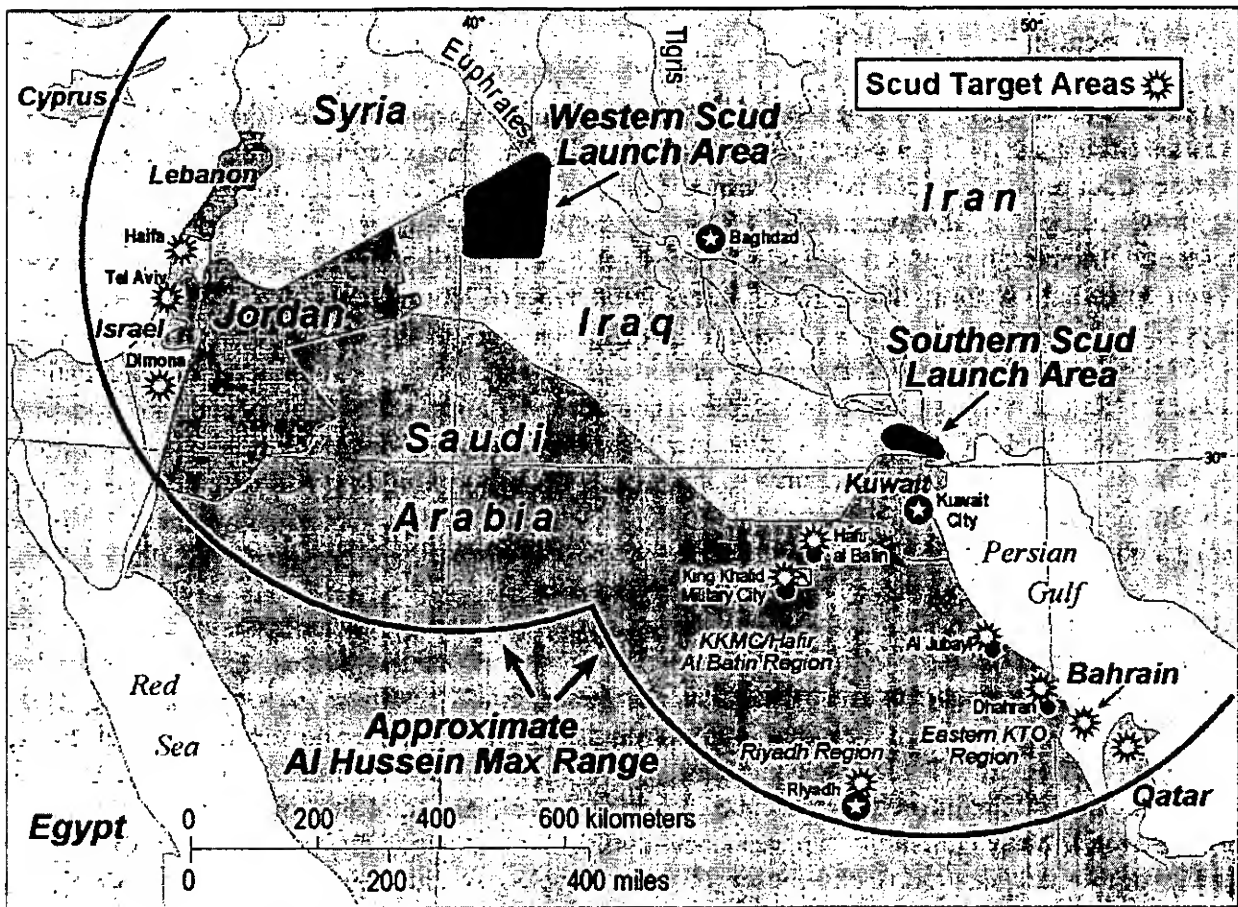 40°
50°
Cyprus
Syria
Euphrates
Tigris
Scud Target Areas
Western Scud
Launch Area
Lebanon
Iran
Haifa
Baghdad
Tel Aviv
Jordan
Iraq
Israel
Dimona
Southern Scud
Launch Area
Saudi
Arabia
30°
Kuwait
Kuwait
City
Hafr
al Batin
Persian
Gulf
King Khalid
Military City
KKMC/Hafir
Al Batin Region
Al Jubayl
Red
Sea
Bahrain
Dhahran
Approximate
Al Hussein Max Range
Riyadh Region
Eastern KTO
Region
Riyadh
Qatar
Egypt
0 200 400 600 kilometers
0 200 400 miles